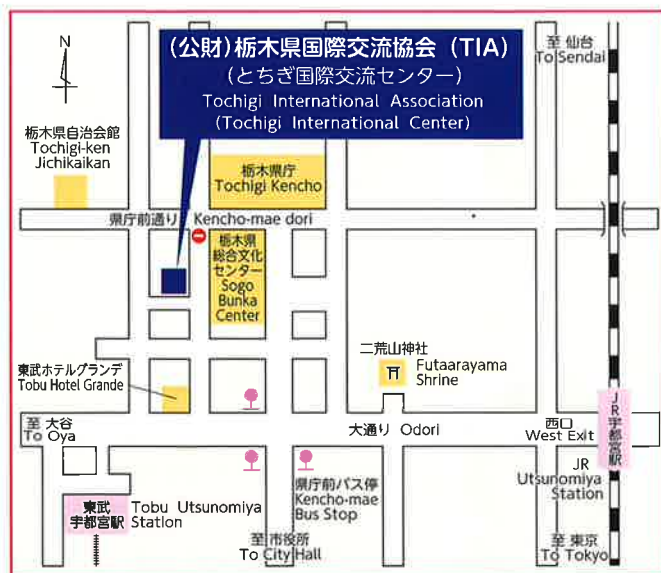 (公財)栃木県国際交流協会 (TIA)
(とちぎ国際交流センター)
Tochigi International Association
(Tochigi International Center)
N
至 仙台
To Sendai
栃木県自治会館
Tochigi-ken
Jichikaikan
栃木県庁
Tochigi Kencho
県庁前通り Kencho-mae dori
栃木県
総合文化
センター
Sogo
Bunka
Center
東武ホテルグランデ
Tobu Hotel Grande
二荒山神社
Futaarayama
Shrine
至 大谷
To Oya
大通り Odori
西口
West Exit
JR宇都宮駅
JR
Utsunomiya
Station
東武
宇都宮駅
Tobu Utsunomiya
Station
県庁前バス停
Kencho-mae
Bus Stop
至 市役所
To City Hall
至 東京
To Tokyo